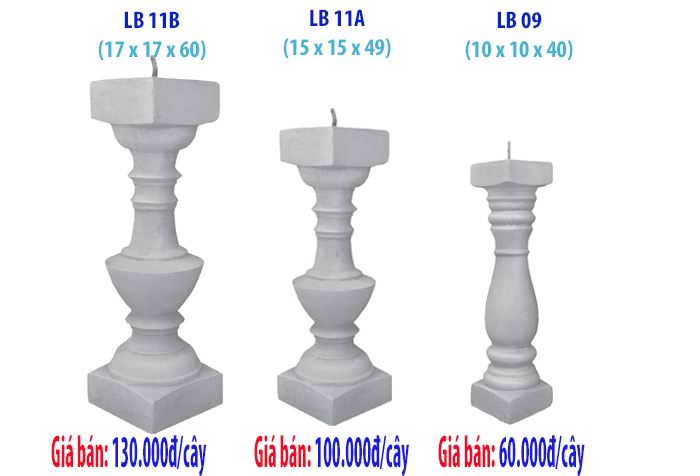 LB 11B
(17 x 17 x 60)
LB 11A
(15 x 15 x 49)
LB 09
(10 x 10 x 40)
Giá bán: 130.000đ/cây
Giá bán: 100.000đ/cây
Giá bán: 60.000đ/cây